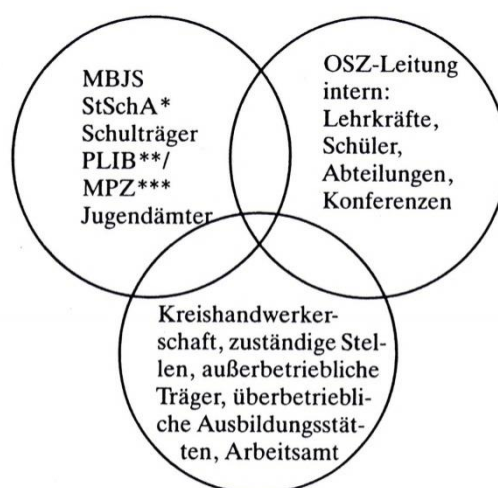 MBJS
StSchA*
Schulträger
PLIB**/
MPZ***
Jugendämter
OSZ-Leitung
intern:
Lehrkräfte,
Schüler,
Abteilungen,
Konferenzen
Kreishandwerker-
schaft, zuständige Stel-
len, außerbetriebliche
Träger, überbetriebli-
che Ausbildungsstät-
ten, Arbeitsamt